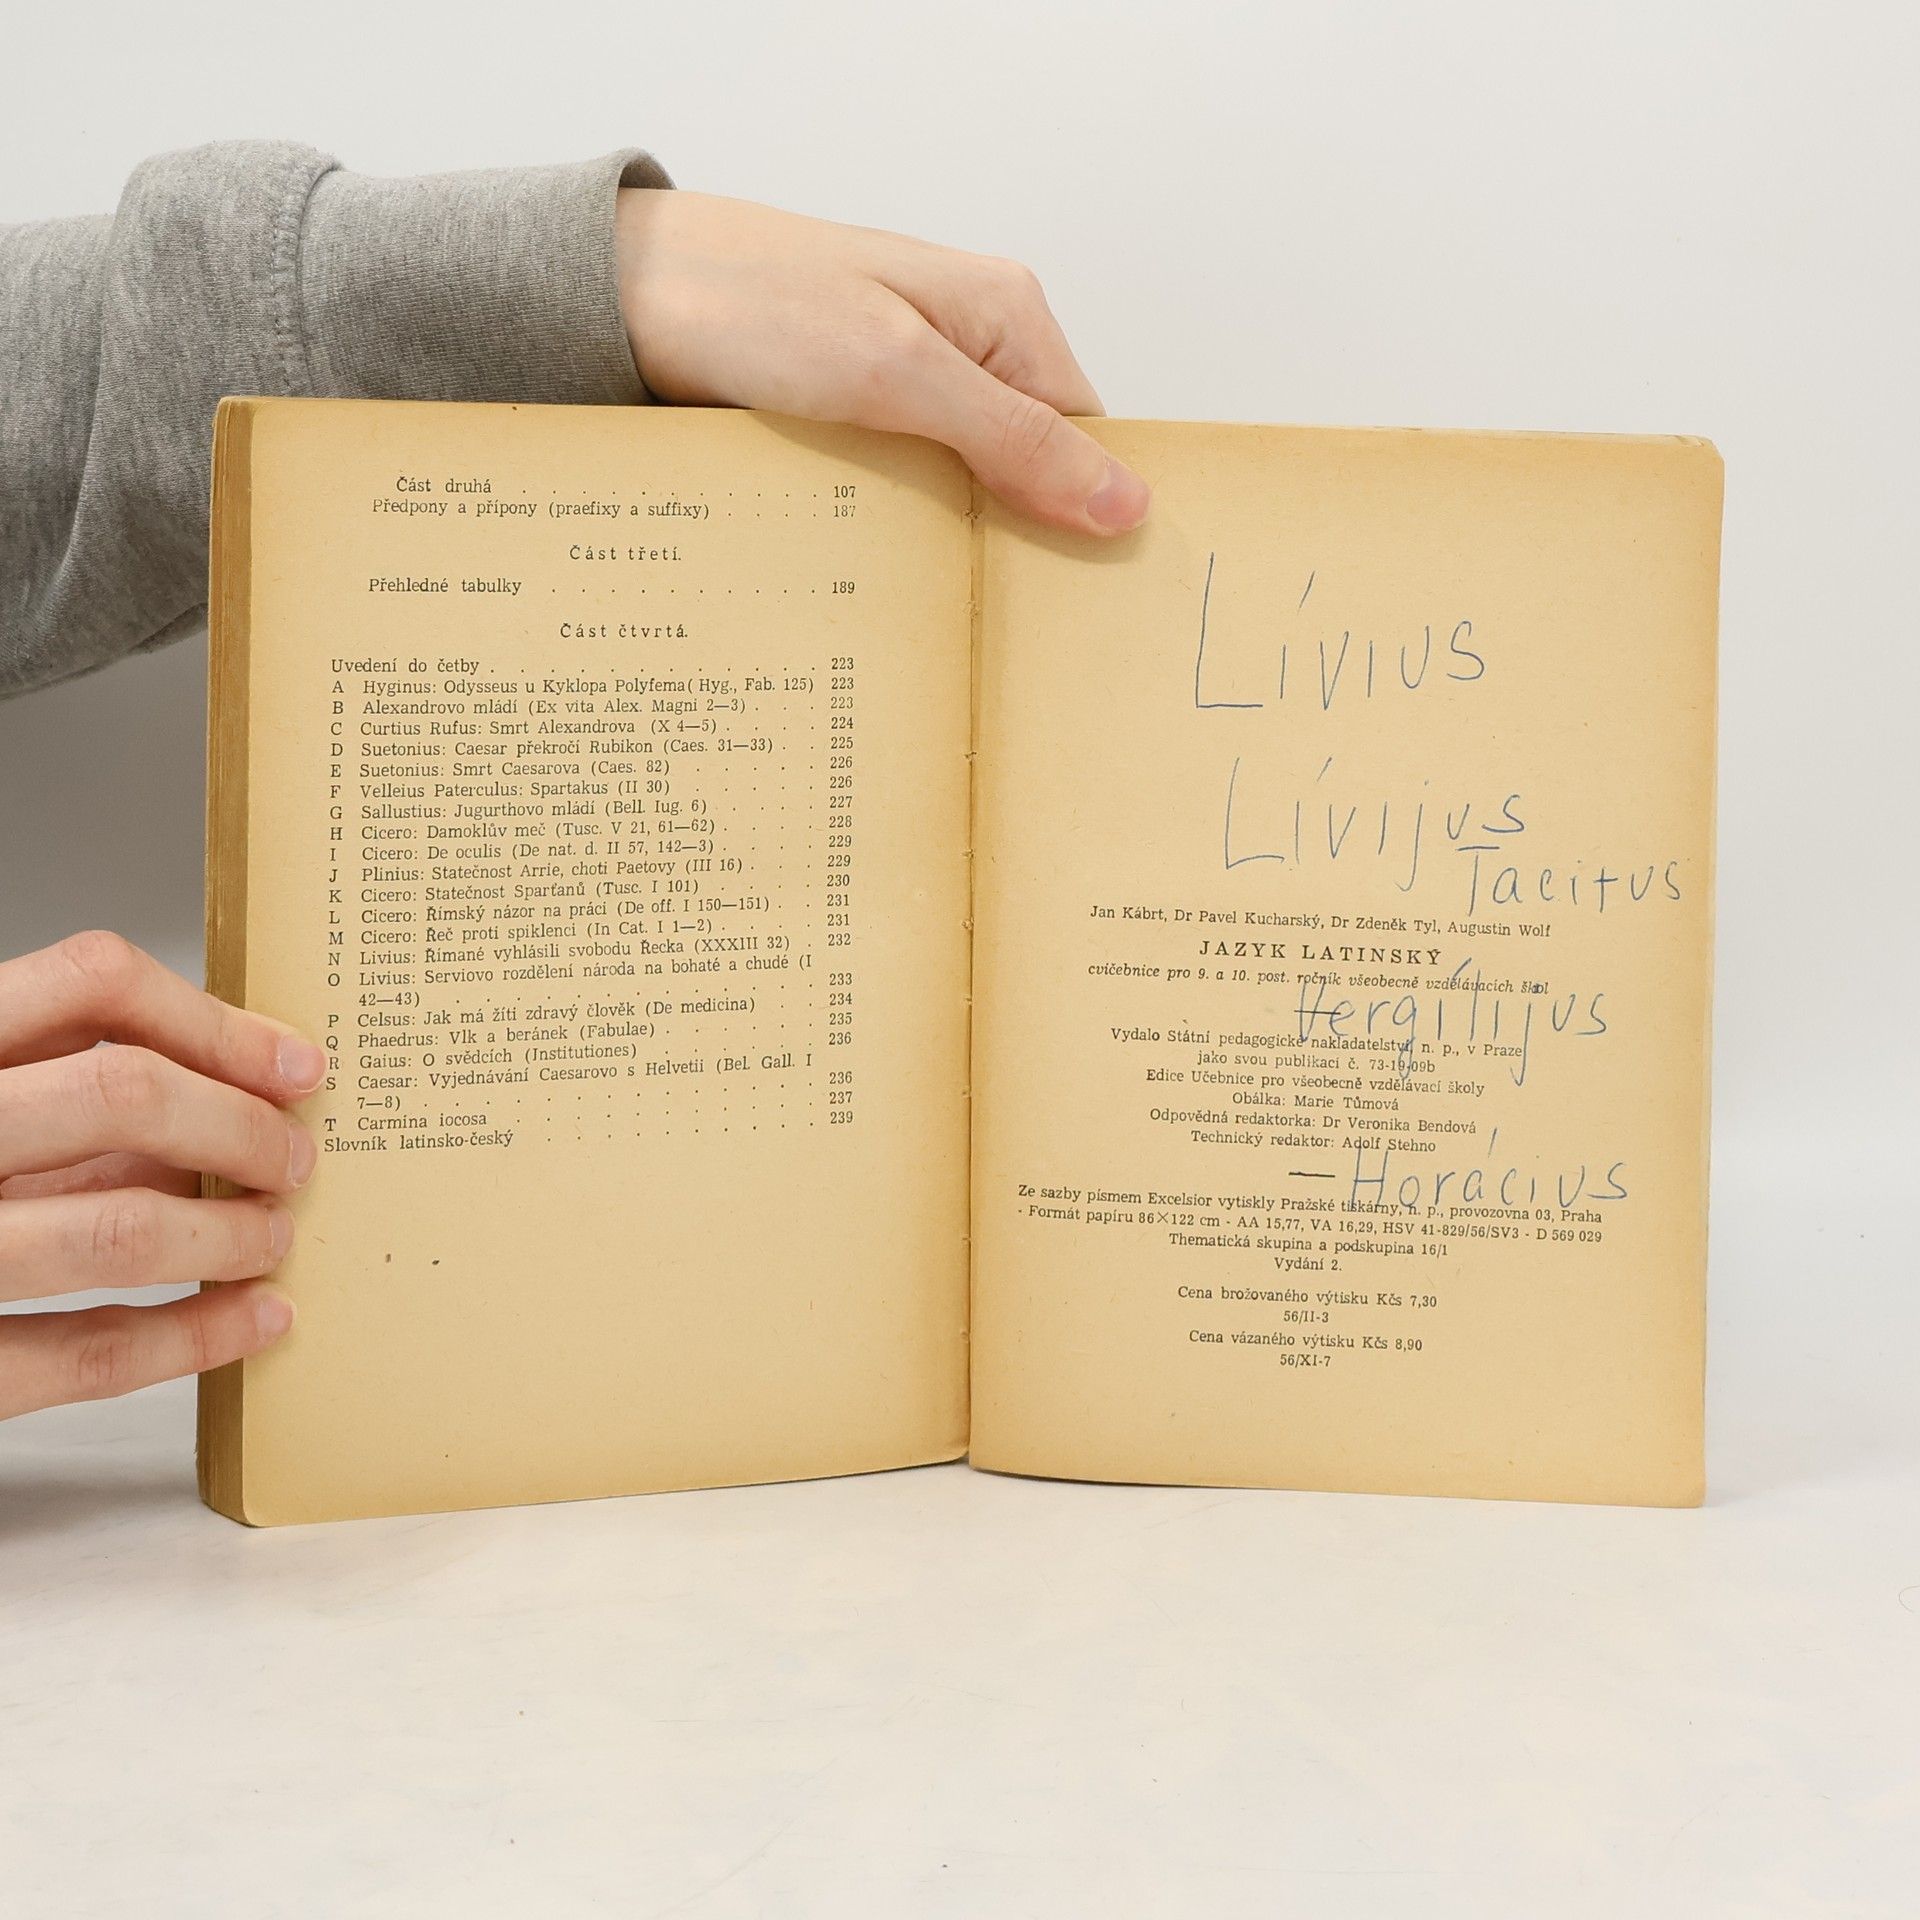 Část druhá . . . . . . . . . . . 107
Předpony a přípony (praefixy a suffixy) . . . . 187
Část třetí.
Přehledné tabulky . . . . . . . . . . 189
Část čtvrtá.
Uvedení do četby . . . . . . . . . . . . 223
A Hyginus: Odysseus u Kyklopa Polyfema( Hyg., Fab. 125) 223
B Alexandrovo mládí (Ex vita Alex. Magni 2—3) . . . 223
C Curtius Rufus: Smrt Alexandrova (X 4—5) . . . . 224
D Suetonius: Caesar překročí Rubikon (Caes. 31—33) . . 225
E Suetonius: Smrt Caesarova (Caes. 82) . . . . . 226
F Velleius Paterculus: Spartakus (II 30) . . . . . 226
G Sallustius: Jugurthovo mládí (Bell. Iug. 6) . . . . 227
H Cicero: Damoklův meč (Tusc. V 21, 61—62) . . . . 228
I Cicero: De oculis (De nat. d. II 57, 142—3) . . . . 229
J Plinius: Statečnost Arrie, choti Paetovy (III 16) . . . 229
K Cicero: Statečnost Sparťanů (Tusc. I 101) . . . . 230
L Cicero: Římský názor na práci (De off. I 150—151) . . 231
M Cicero: Řeč proti spiklenci (In Cat. I 1—2) . . . . 231
N Livius: Římané vyhlásili svobodu Řecka (XXXIII 32) . 232
O Livius: Serviovo rozdělení národa na bohaté a chudé (I
42—43) . . . . . . . . . . . . 233
P Celsus: Jak má žíti zdravý člověk (De medicina) . . 234
Q Phaedrus: Vlk a beránek (Fabulae) . . . . . . 235
R Gaius: O svědcích (Institutiones) . . . . . . 236
S Caesar: Vyjednávání Caesarovo s Helvetii (Bel. Gall. I
7—8) . . . . . . . . . . . . . 236
T Carmina iocosa . . . . . . . . . . 237
Slovník latinsko-český . . . . . . . . . 239
Lívius
Lívijus
Tacitus
Jan Kábrt, Dr Pavel Kucharský, Dr Zdeněk Tyl, Augustin Wolf
JAZYK LATINSKÝ
cvičebnice pro 9. a 10. post. ročník všeobecně vzdělávacích škol
Vergílijus
Vydalo Státní pedagogické nakladatelství, n. p., v Praze
jako svou publikaci č. 73-19-09b
Edice Učebnice pro všeobecně vzdělávací školy
Obálka: Marie Tůmová
Odpovědná redaktorka: Dr Veronika Bendová
Technický redaktor: Adolf Stehno
— Horácius
Ze sazby písmem Excelsior vytiskly Pražské tiskárny, n. p., provozovna 03, Praha
- Formát papíru 86×122 cm - AA 15,77, VA 16,29, HSV 41-829/56/SV3 - D 569 029
Thematická skupina a podskupina 16/1
Vydání 2.
Cena brožovaného výtisku Kčs 7,30
56/II-3
Cena vázaného výtisku Kčs 8,90
56/XI-7